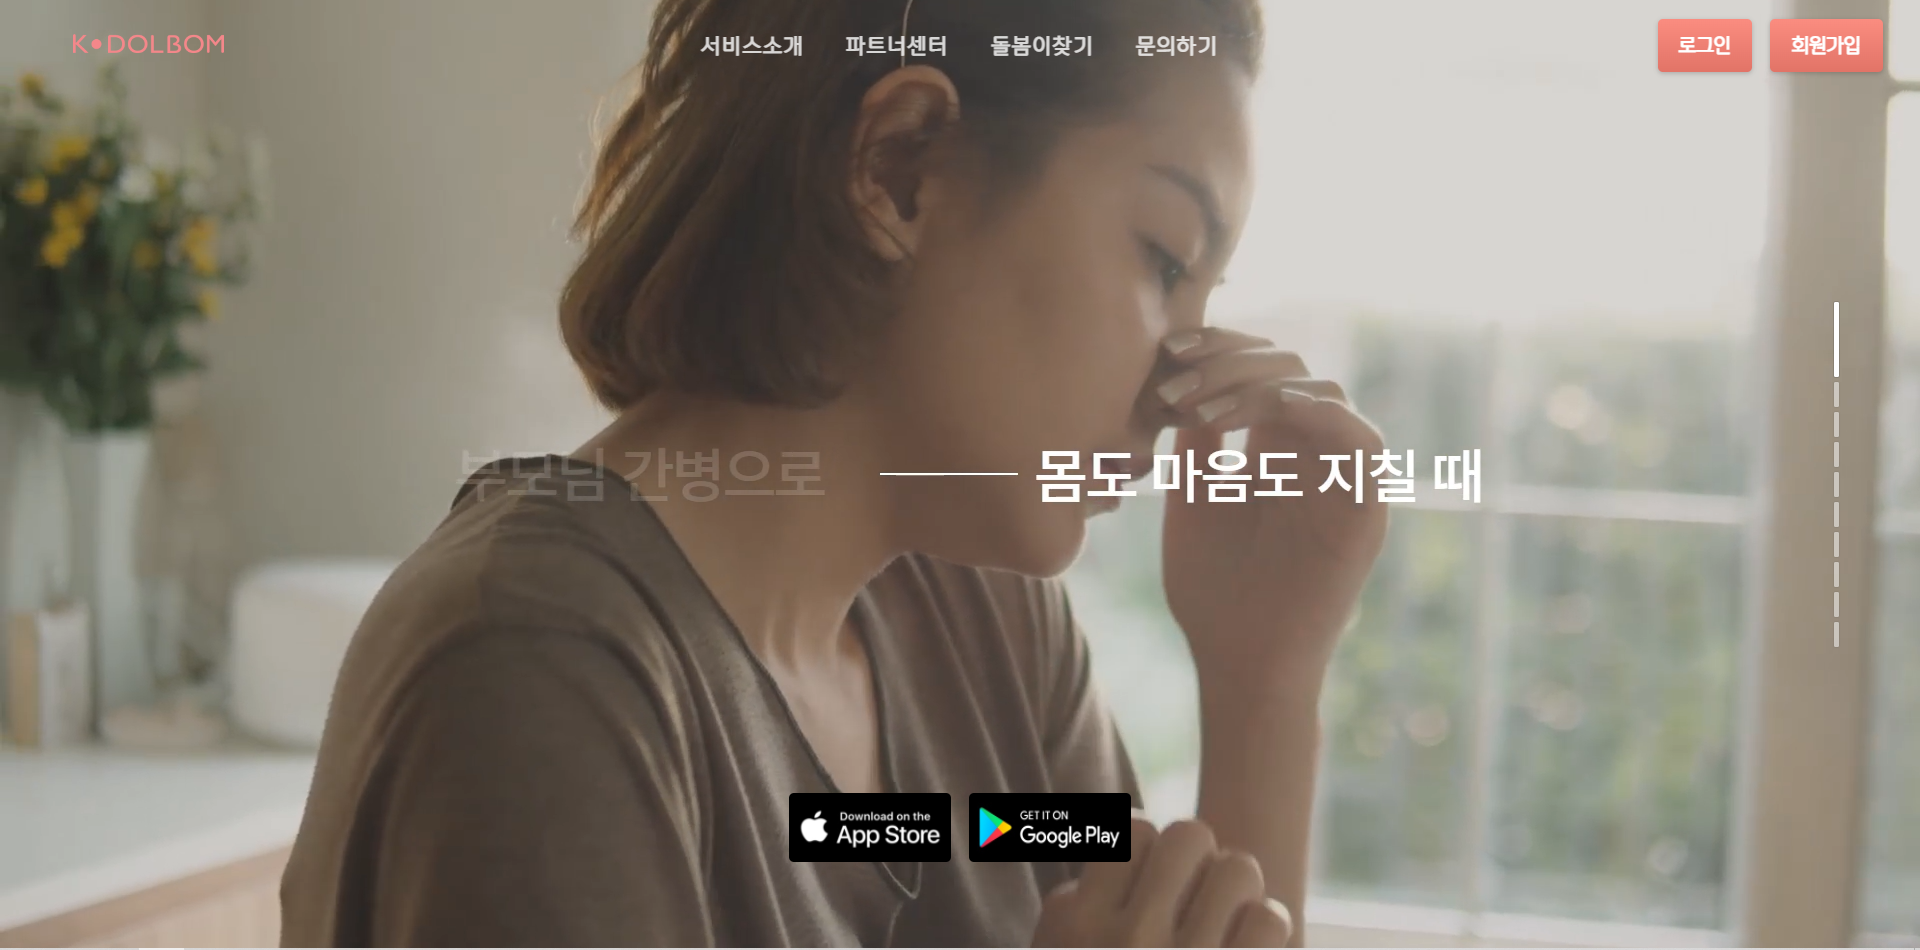 K•DOLBOM
서비스소개 파트너센터 돌봄이찾기 문의하기
로그인 회원가입
부모님 간병으로 몸도 마음도 지칠 때
Download on the
App Store
GET IT ON
Google Play